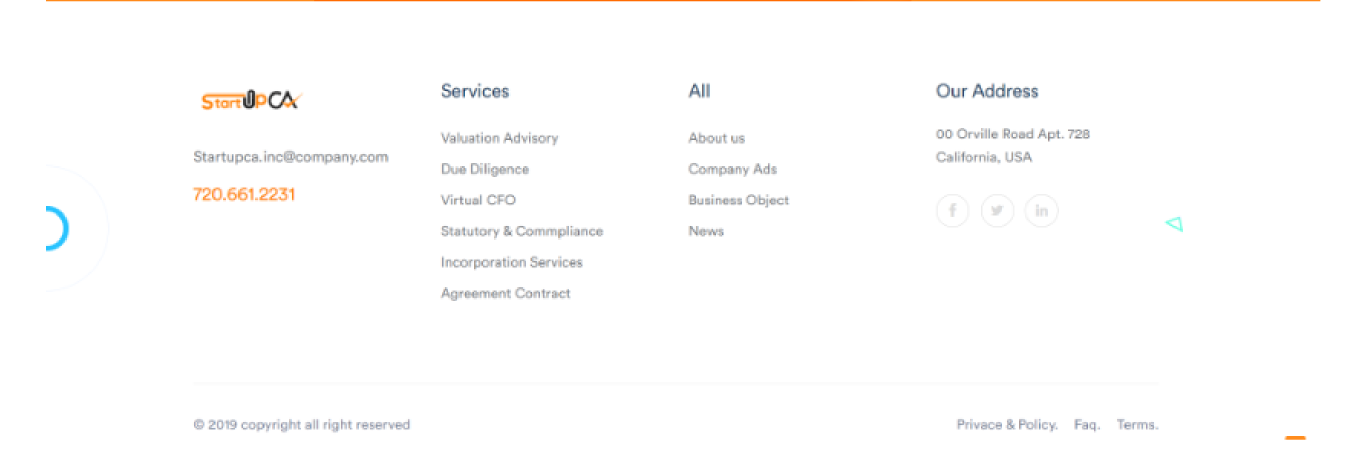 StartUpCA
Startupca.inc@company.com
720.661.2231
Services
Valuation Advisory
Due Diligence
Virtual CFO
Statutory & Commpliance
Incorporation Services
Agreement Contract
All
About us
Company Ads
Business Object
News
Our Address
00 Orville Road Apt. 728
California, USA
f
in
© 2019 copyright all right reserved
Privace & Policy. Faq. Terms.